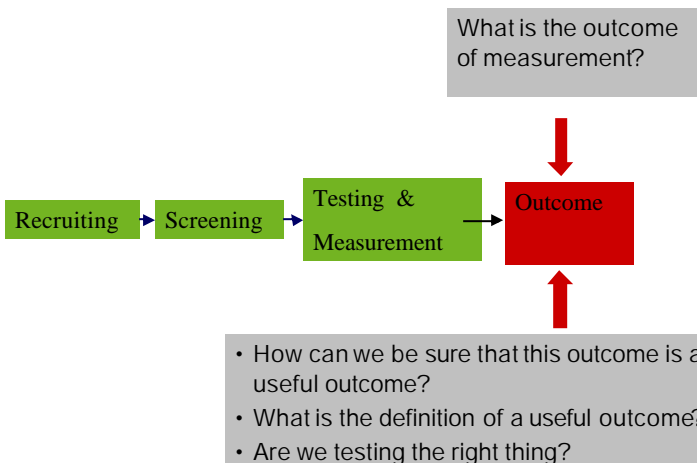 What is the outcome
of measurement?
Recruiting
Screening
Testing &
Measurement
Outcome
• How can we be sure that this outcome is a
useful outcome?
• What is the definition of a useful outcome?
• Are we testing the right thing?